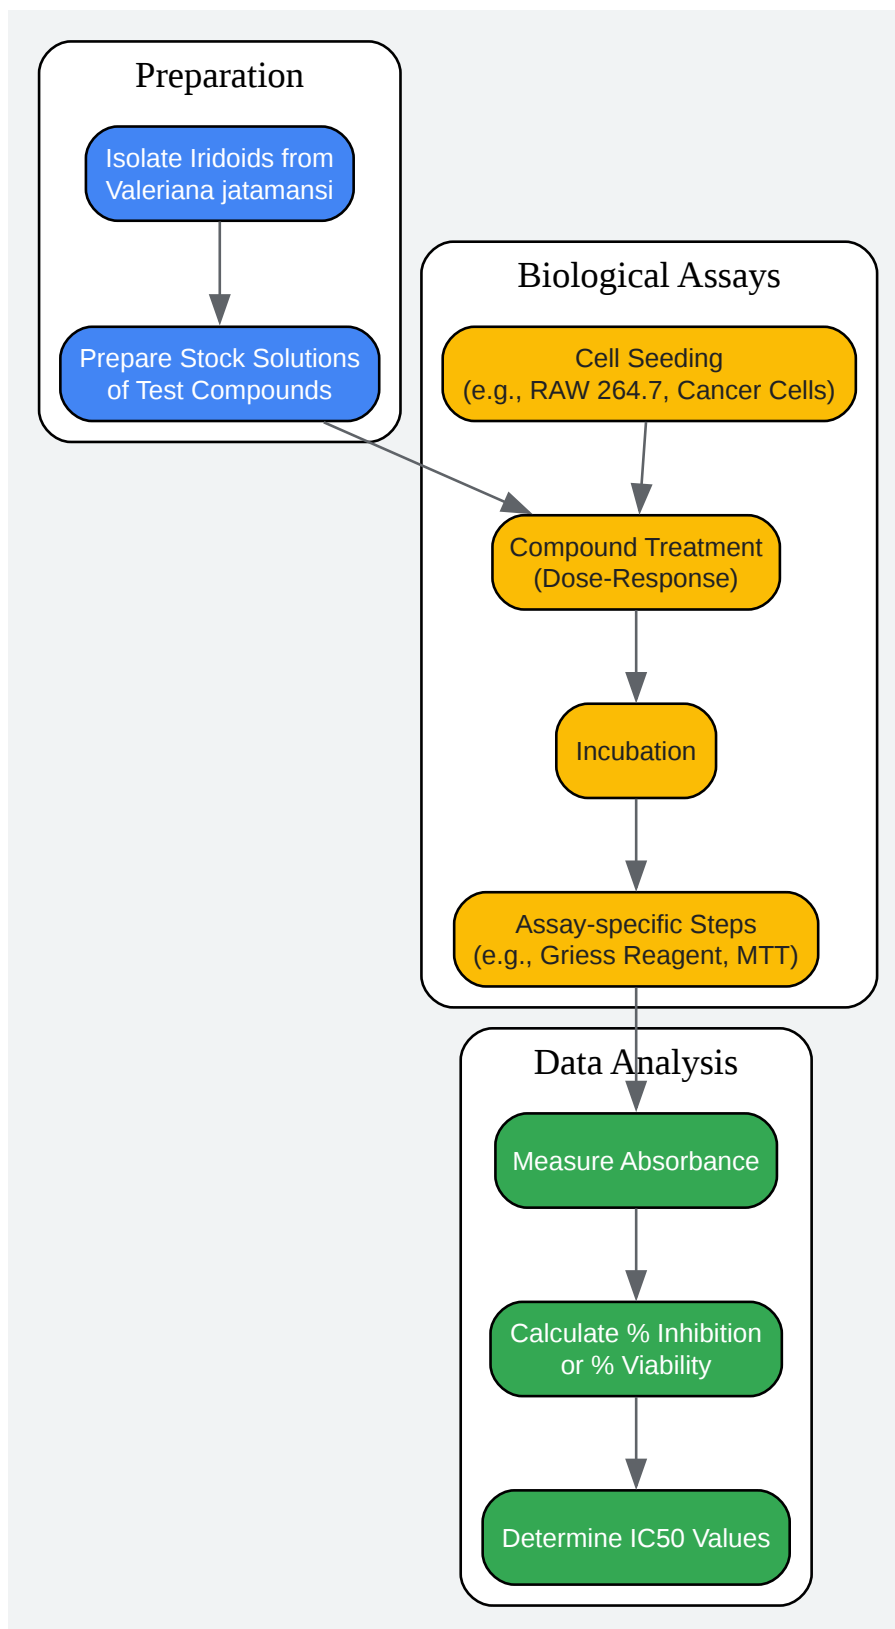 Preparation
Isolate Iridoids from
Valeriana jatamansi
Prepare Stock Solutions
of Test Compounds
Biological Assays
Cell Seeding
(e.g., RAW 264.7, Cancer Cells)
Compound Treatment
(Dose-Response)
Incubation
Assay-specific Steps
(e.g., Griess Reagent, MTT)
Data Analysis
Measure Absorbance
Calculate % Inhibition
or % Viability
Determine IC50 Values